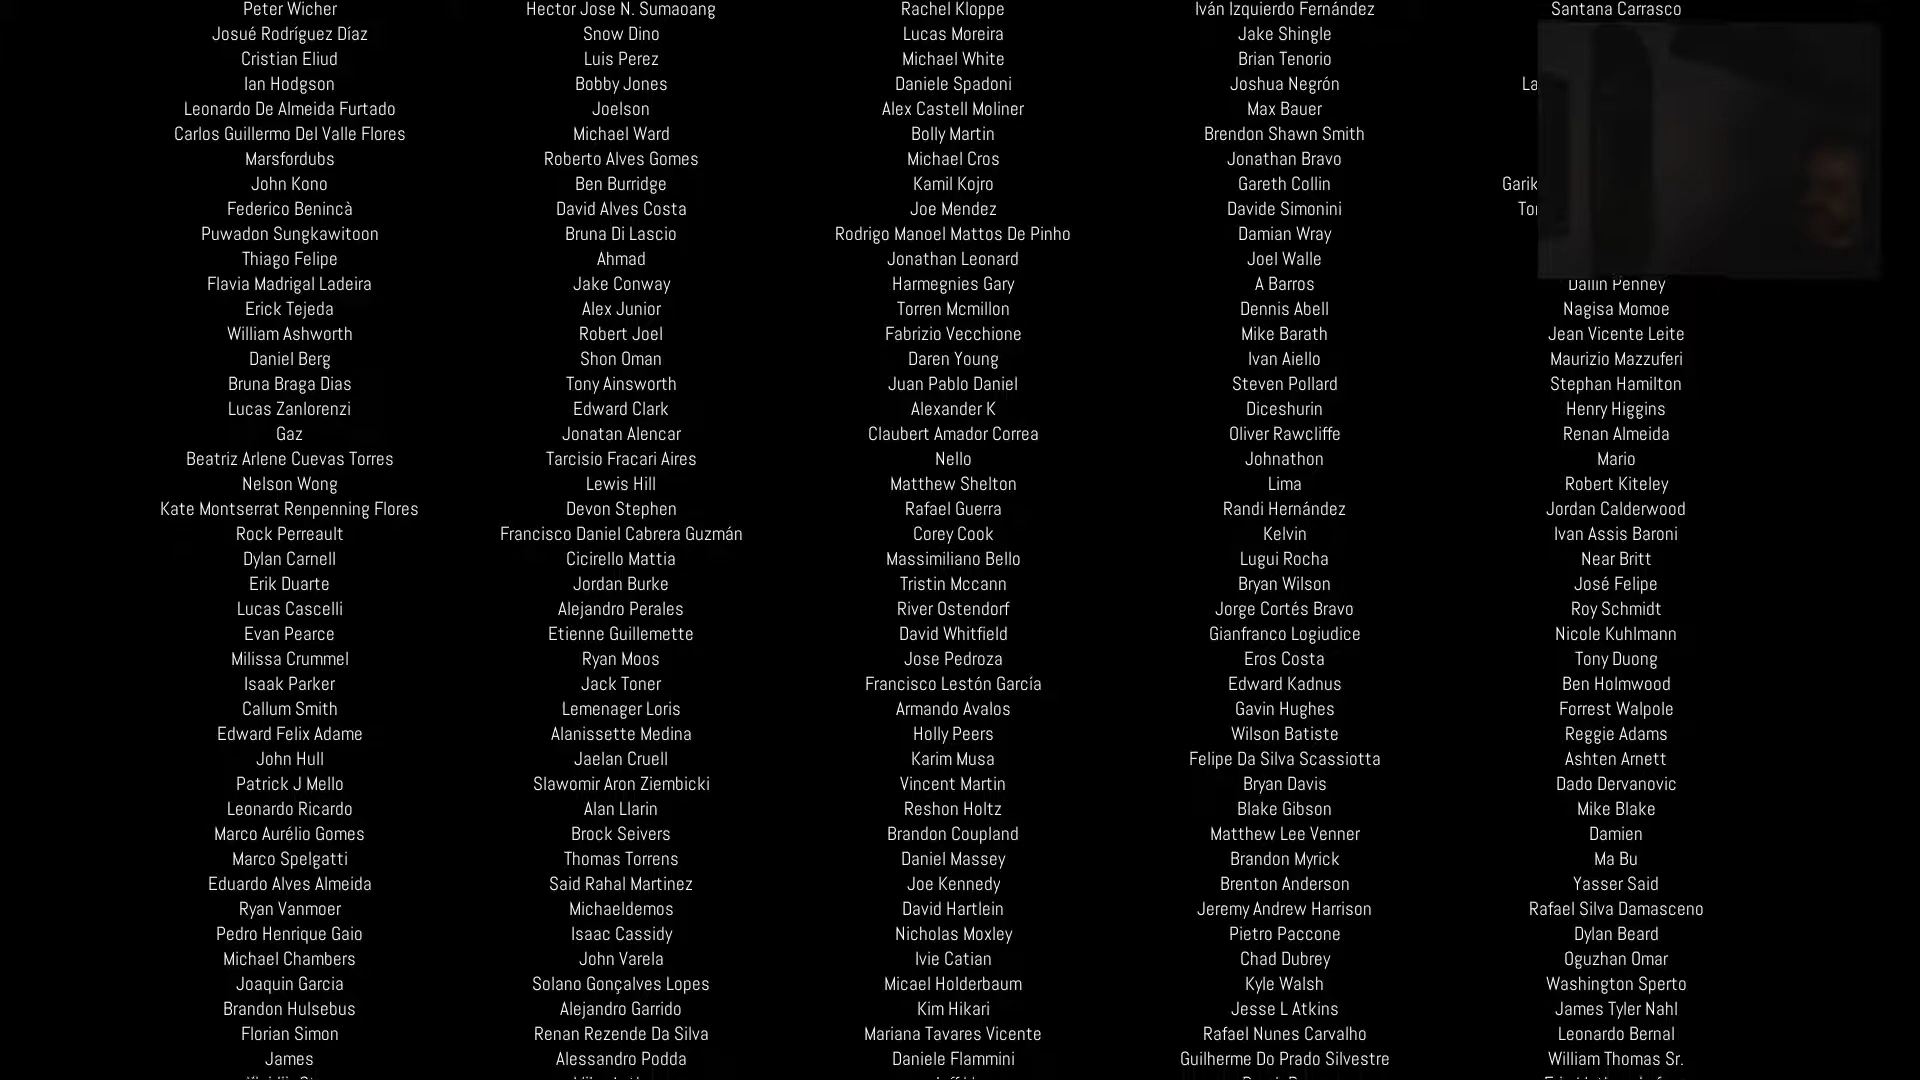 Peter Wicher
Josué Rodríguez Díaz
Cristian Eliud
Ian Hodgson
Leonardo De Almeida Furtado
Carlos Guillermo Del Valle Flores
Marsfordubs
John Kono
Federico Benincà
Puwadon Sungkawitoon
Thiago Felipe
Flavia Madrigal Ladeira
Erick Tejeda
William Ashworth
Daniel Berg
Bruna Braga Dias
Lucas Zanlorenzi
Gaz
Beatriz Arlene Cuevas Torres
Nelson Wong
Kate Montserrat Renpenning Flores
Rock Perreault
Dylan Carnell
Erik Duarte
Lucas Cascelli
Evan Pearce
Milissa Crummel
Isaak Parker
Callum Smith
Edward Felix Adame
John Hull
Patrick J Mello
Leonardo Ricardo
Marco Aurélio Gomes
Marco Spelgatti
Eduardo Alves Almeida
Ryan Vanmoer
Pedro Henrique Gaio
Michael Chambers
Joaquin Garcia
Brandon Hulsebus
Florian Simon
James
Hector Jose N. Sumaoang
Snow Dino
Luis Perez
Bobby Jones
Joelson
Michael Ward
Roberto Alves Gomes
Ben Burridge
David Alves Costa
Bruna Di Lascio
Ahmad
Jake Conway
Alex Junior
Robert Joel
Shon Oman
Tony Ainsworth
Edward Clark
Jonatan Alencar
Tarcisio Fracari Aires
Lewis Hill
Devon Stephen
Francisco Daniel Cabrera Guzmán
Cicirello Mattia
Jordan Burke
Alejandro Perales
Etienne Guillemette
Ryan Moos
Jack Toner
Lemenager Loris
Alanissette Medina
Jaelan Cruell
Slawomir Aron Ziembicki
Alan Llarin
Brock Seivers
Thomas Torrens
Said Rahal Martinez
Michaeldemos
Isaac Cassidy
John Varela
Solano Gonçalves Lopes
Alejandro Garrido
Renan Rezende Da Silva
Alessandro Podda
Rachel Kloppe
Lucas Moreira
Michael White
Daniele Spadoni
Alex Castell Moliner
Bolly Martin
Michael Cros
Kamil Kojro
Joe Mendez
Rodrigo Manoel Mattos De Pinho
Jonathan Leonard
Harmegnies Gary
Torren Mcmillon
Fabrizio Vecchione
Daren Young
Juan Pablo Daniel
Alexander K
Claubert Amador Correa
Nello
Matthew Shelton
Rafael Guerra
Corey Cook
Massimiliano Bello
Tristin Mccann
River Ostendorf
David Whitfield
Jose Pedroza
Francisco Lestón García
Armando Avalos
Holly Peers
Karim Musa
Vincent Martin
Reshon Holtz
Brandon Coupland
Daniel Massey
Joe Kennedy
David Hartlein
Nicholas Moxley
Ivie Catian
Micael Holderbaum
Kim Hikari
Mariana Tavares Vicente
Daniele Flammini
Iván Izquierdo Fernández
Jake Shingle
Brian Tenorio
Joshua Negrón
Max Bauer
Brendon Shawn Smith
Jonathan Bravo
Gareth Collin
Davide Simonini
Damian Wray
Joel Walle
A Barros
Dennis Abell
Mike Barath
Ivan Aiello
Steven Pollard
Diceshurin
Oliver Rawcliffe
Johnathon
Lima
Randi Hernández
Kelvin
Lugui Rocha
Bryan Wilson
Jorge Cortés Bravo
Gianfranco Logiudice
Eros Costa
Edward Kadnus
Gavin Hughes
Wilson Batiste
Felipe Da Silva Scassiotta
Bryan Davis
Blake Gibson
Matthew Lee Venner
Brandon Myrick
Brenton Anderson
Jeremy Andrew Harrison
Pietro Paccone
Chad Dubrey
Kyle Walsh
Jesse L Atkins
Rafael Nunes Carvalho
Guilherme Do Prado Silvestre
Santana Carrasco
Dallin Penney
Nagisa Momoe
Jean Vicente Leite
Maurizio Mazzuferi
Stephan Hamilton
Henry Higgins
Renan Almeida
Mario
Robert Kiteley
Jordan Calderwood
Ivan Assis Baroni
Near Britt
José Felipe
Roy Schmidt
Nicole Kuhlmann
Tony Duong
Ben Holmwood
Forrest Walpole
Reggie Adams
Ashten Arnett
Dado Dervanovic
Mike Blake
Damien
Ma Bu
Yasser Said
Rafael Silva Damasceno
Dylan Beard
Oguzhan Omar
Washington Sperto
James Tyler Nahl
Leonardo Bernal
William Thomas Sr.